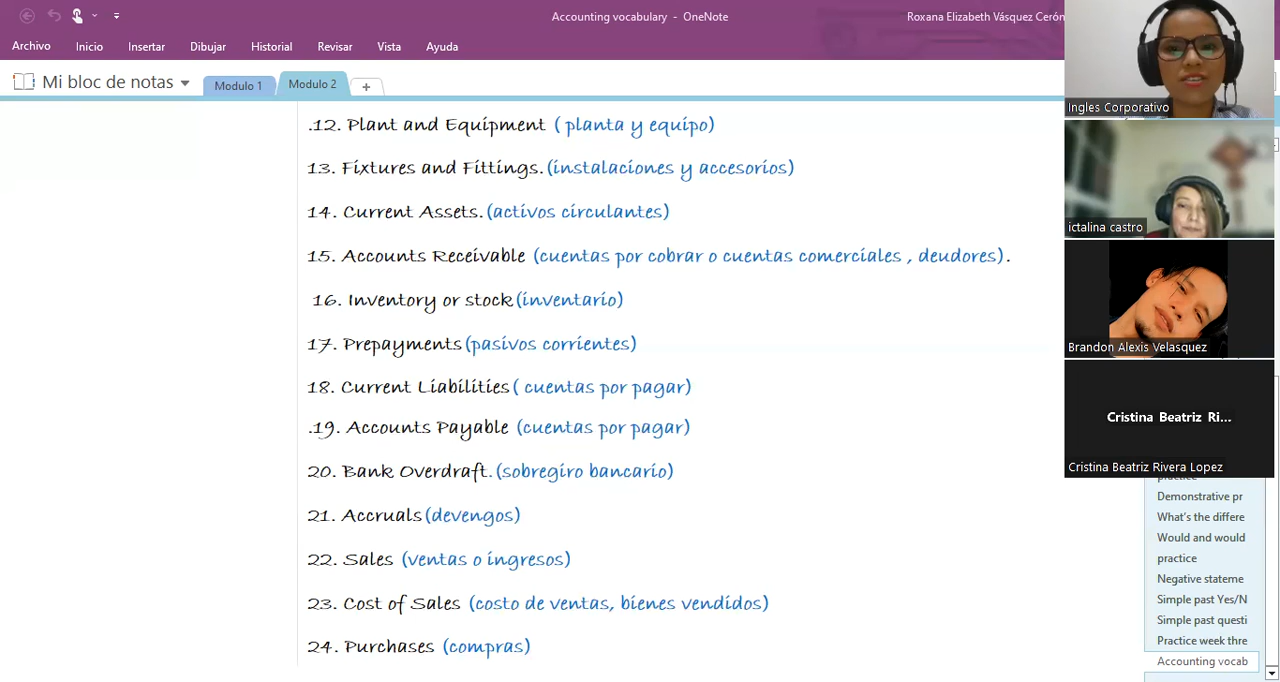 Accounting vocabulary - OneNote
Roxana Elizabeth Vásquez Cerón
Archivo Inicio Insertar Dibujar Historial Revisar Vista Ayuda
Mi bloc de notas Modulo 1 Modulo 2 +
.12. Plant and Equipment ( planta y equipo)
13. Fixtures and Fittings. (instalaciones y accesorios)
14. Current Assets. (activos circulantes)
15. Accounts Receivable (cuentas por cobrar o cuentas comerciales , deudores) .
16. Inventory or stock (inventario)
17. Prepayments (pasivos corrientes)
18. Current Liabilities ( cuentas por pagar)
.19. Accounts Payable (cuentas por pagar)
20. Bank Overdraft. (sobregiro bancario)
21. Accruals (devengos)
22. Sales (ventas o ingresos)
23. Cost of Sales (costo de ventas, bienes vendidos)
24. Purchases (compras)
Ingles Corporativo
ictalina castro
Brandon Alexis Velasquez
Cristina Beatriz Ri...
Cristina Beatriz Rivera Lopez
practice
Demonstrative pr
What's the differe
Would and would
practice
Negative stateme
Simple past Yes/N
Simple past questi
Practice week thre
Accounting vocab